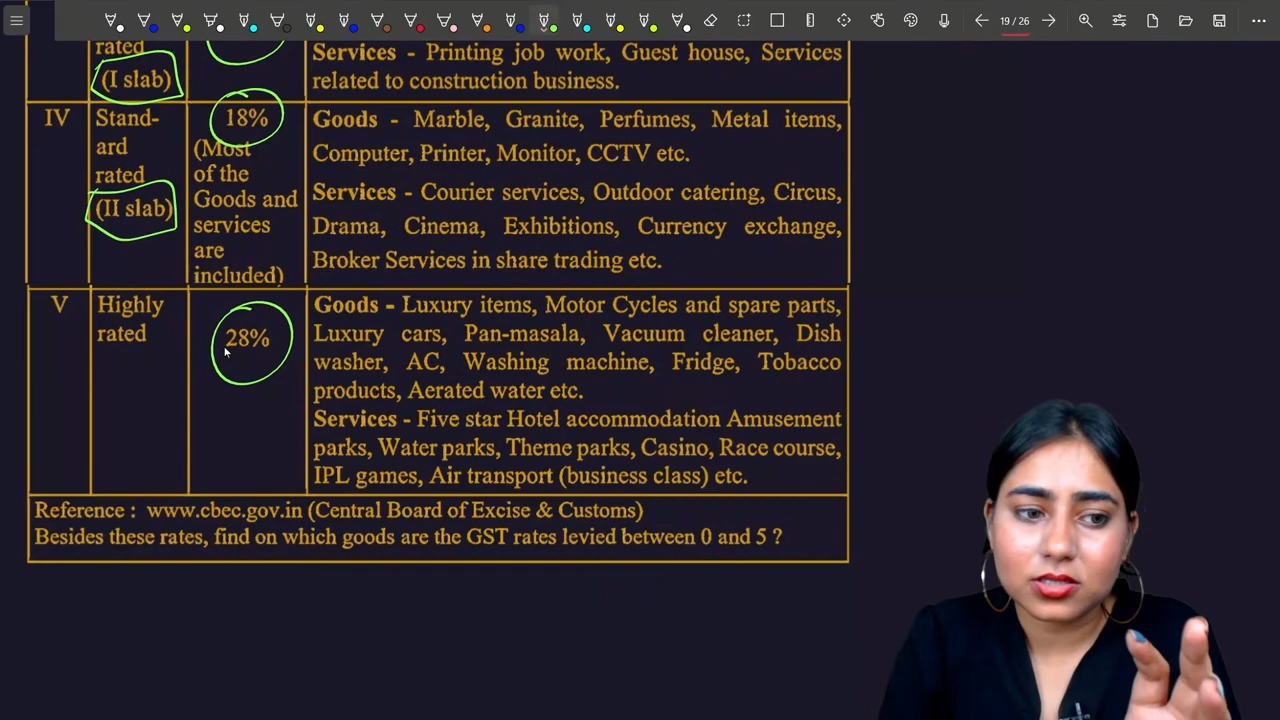 19 / 26
rated
(I slab)
Services - Printing job work, Guest house, Services
related to construction business.
IV
Stand-
ard
rated
(II slab)
18%
(Most
of the
Goods and
services
are
included)
Goods - Marble, Granite, Perfumes, Metal items,
Computer, Printer, Monitor, CCTV etc.
Services - Courier services, Outdoor catering, Circus,
Drama, Cinema, Exhibitions, Currency exchange,
Broker Services in share trading etc.
V
Highly
rated
28%
Goods - Luxury items, Motor Cycles and spare parts,
Luxury cars, Pan-masala, Vacuum cleaner, Dish
washer, AC, Washing machine, Fridge, Tobacco
products, Aerated water etc.
Services - Five star Hotel accommodation Amusement
parks, Water parks, Theme parks, Casino, Race course,
IPL games, Air transport (business class) etc.
Reference : www.cbec.gov.in (Central Board of Excise & Customs)
Besides these rates, find on which goods are the GST rates levied between 0 and 5 ?